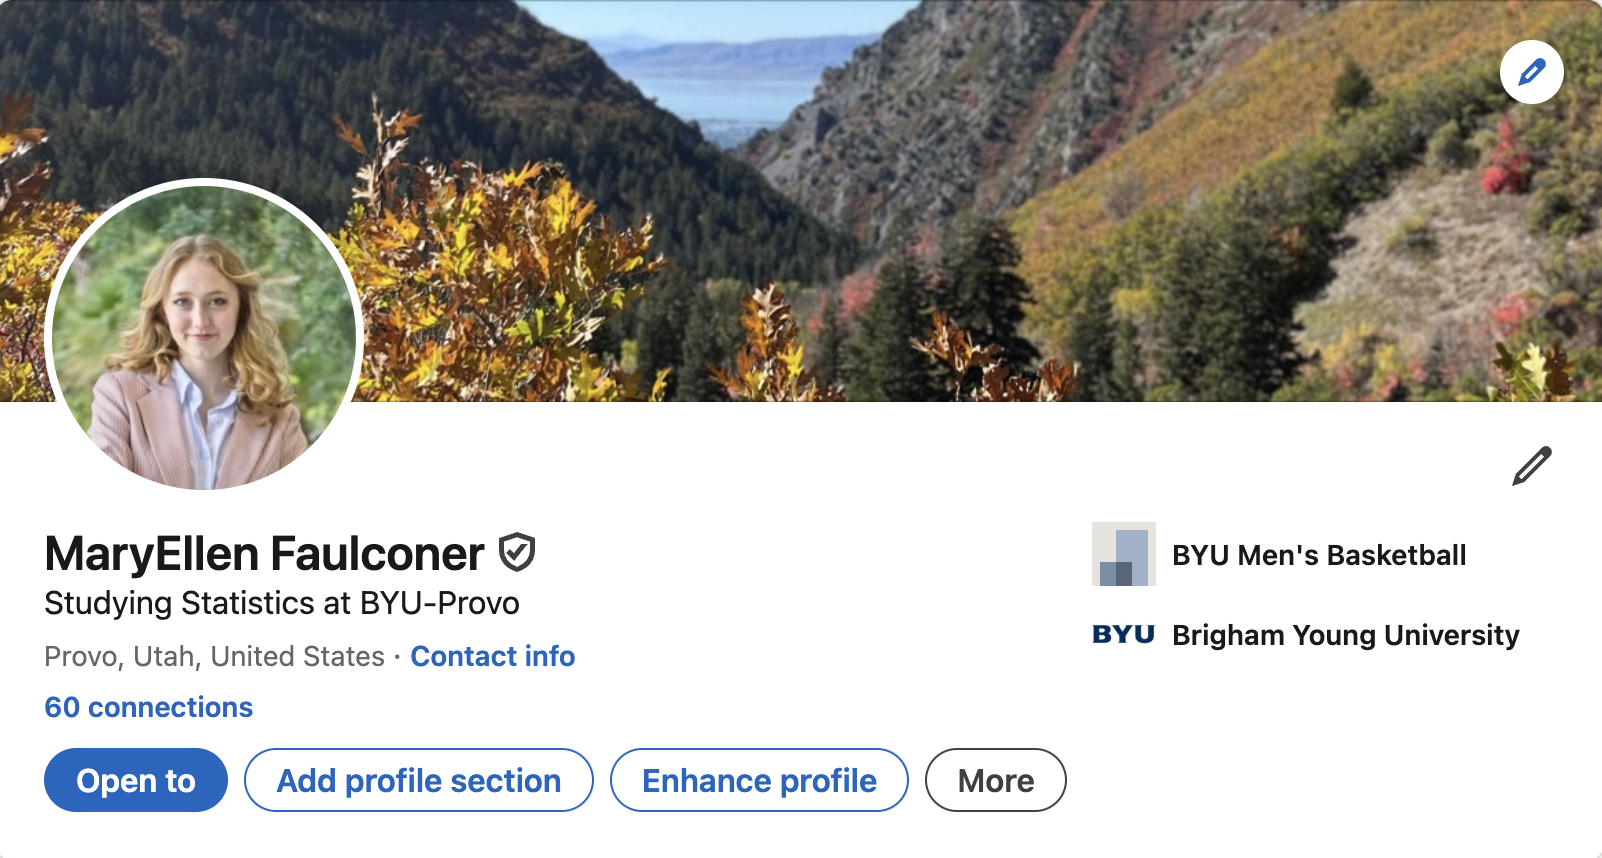 MaryEllen Faulconer
Studying Statistics at BYU-Provo
Provo, Utah, United States · Contact info
60 connections
Open to
Add profile section
Enhance profile
More
BYU Men's Basketball
BYU
Brigham Young University